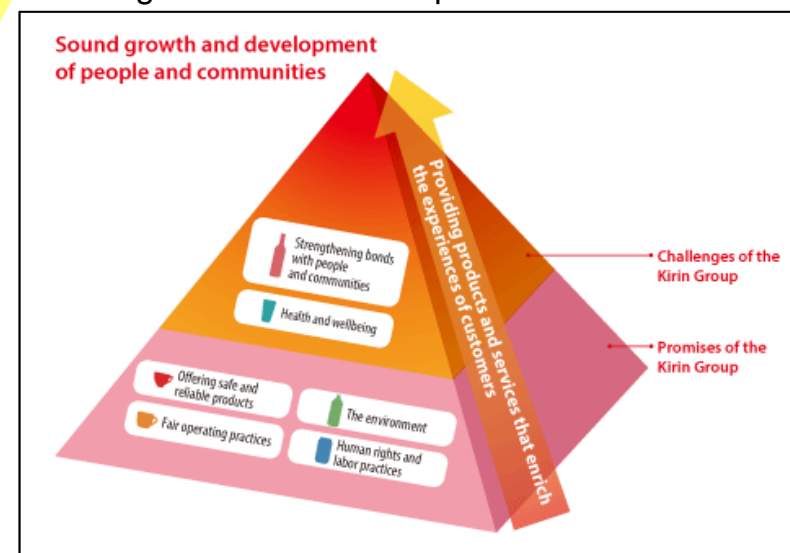 Sound growth and development
of people and communities
Providing products and services that enrich
the experiences of customers
Strengthening bonds
with people
and communities
Health and wellbeing
Challenges of the
Kirin Group
Promises of the
Kirin Group
Offering safe and
reliable products
The environment
Fair operating practices
Human rights and
labor practices